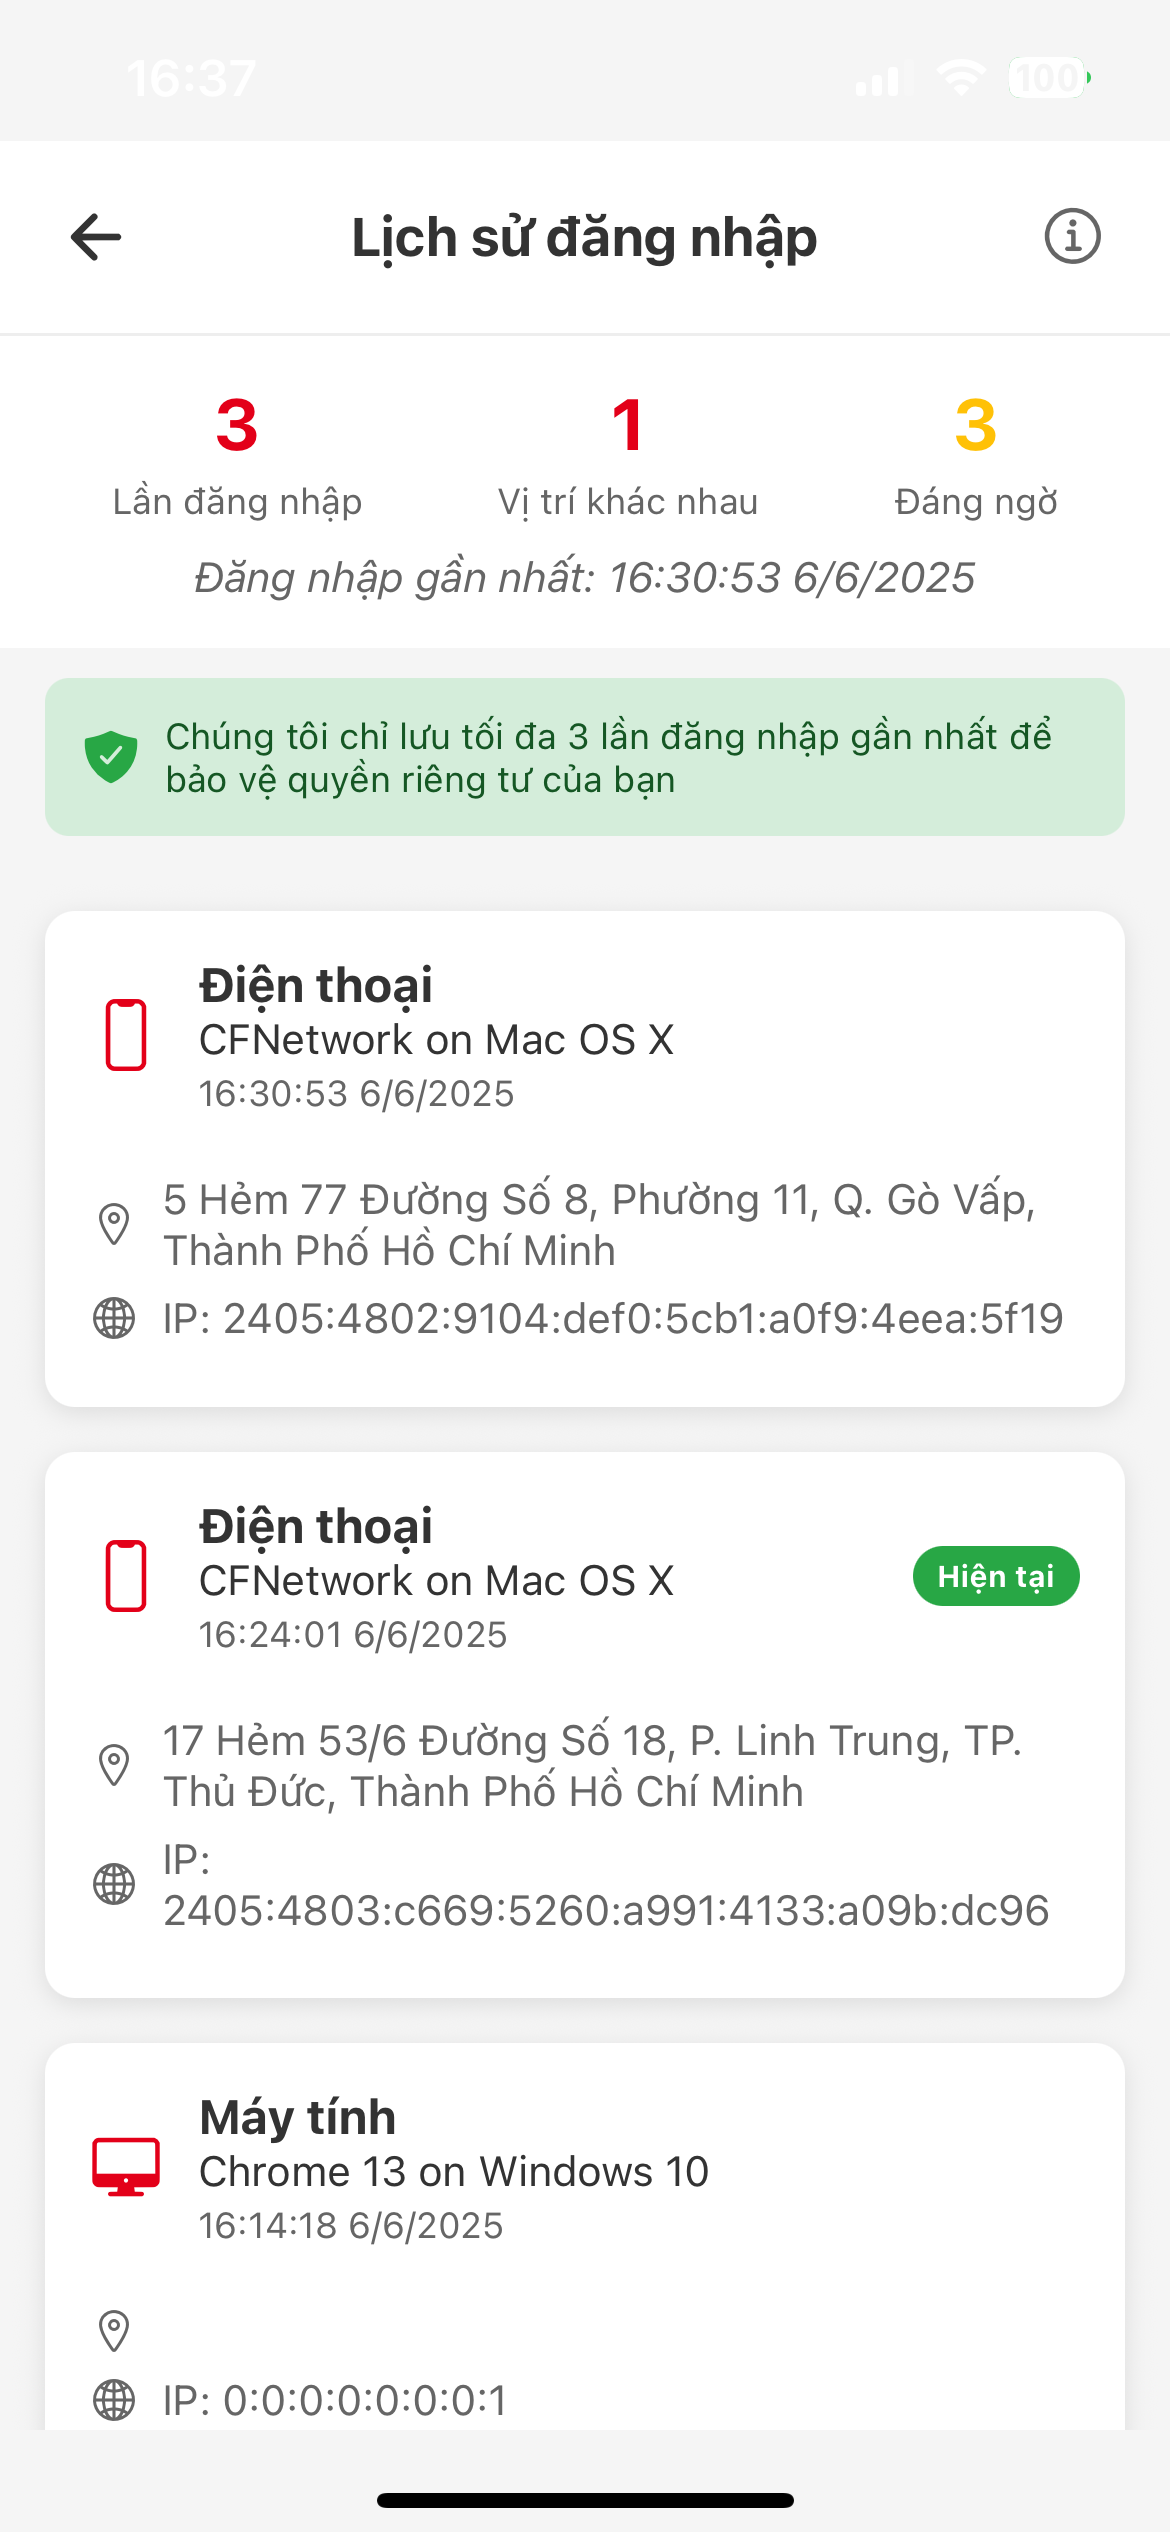 16:37
100
Lịch sử đăng nhập
3
1
3
Lần đăng nhập
Vị trí khác nhau
Đáng ngờ
Đăng nhập gần nhất: 16:30:53 6/6/2025
Chúng tôi chỉ lưu tối đa 3 lần đăng nhập gần nhất để
bảo vệ quyền riêng tư của bạn
Điện thoại
CFNetwork on Mac OS X
16:30:53 6/6/2025
5 Hẻm 77 Đường Số 8, Phường 11, Q. Gò Vấp,
Thành Phố Hồ Chí Minh
IP: 2405:4802:9104:def0:5cb1:a0f9:4eea:5f19
Điện thoại
CFNetwork on Mac OS X
Hiện tại
16:24:01 6/6/2025
17 Hẻm 53/6 Đường Số 18, P. Linh Trung, TP.
Thủ Đức, Thành Phố Hồ Chí Minh
IP:
2405:4803:c669:5260:a991:4133:a09b:dc96
Máy tính
Chrome 13 on Windows 10
16:14:18 6/6/2025
IP: 0:0:0:0:0:0:0:1